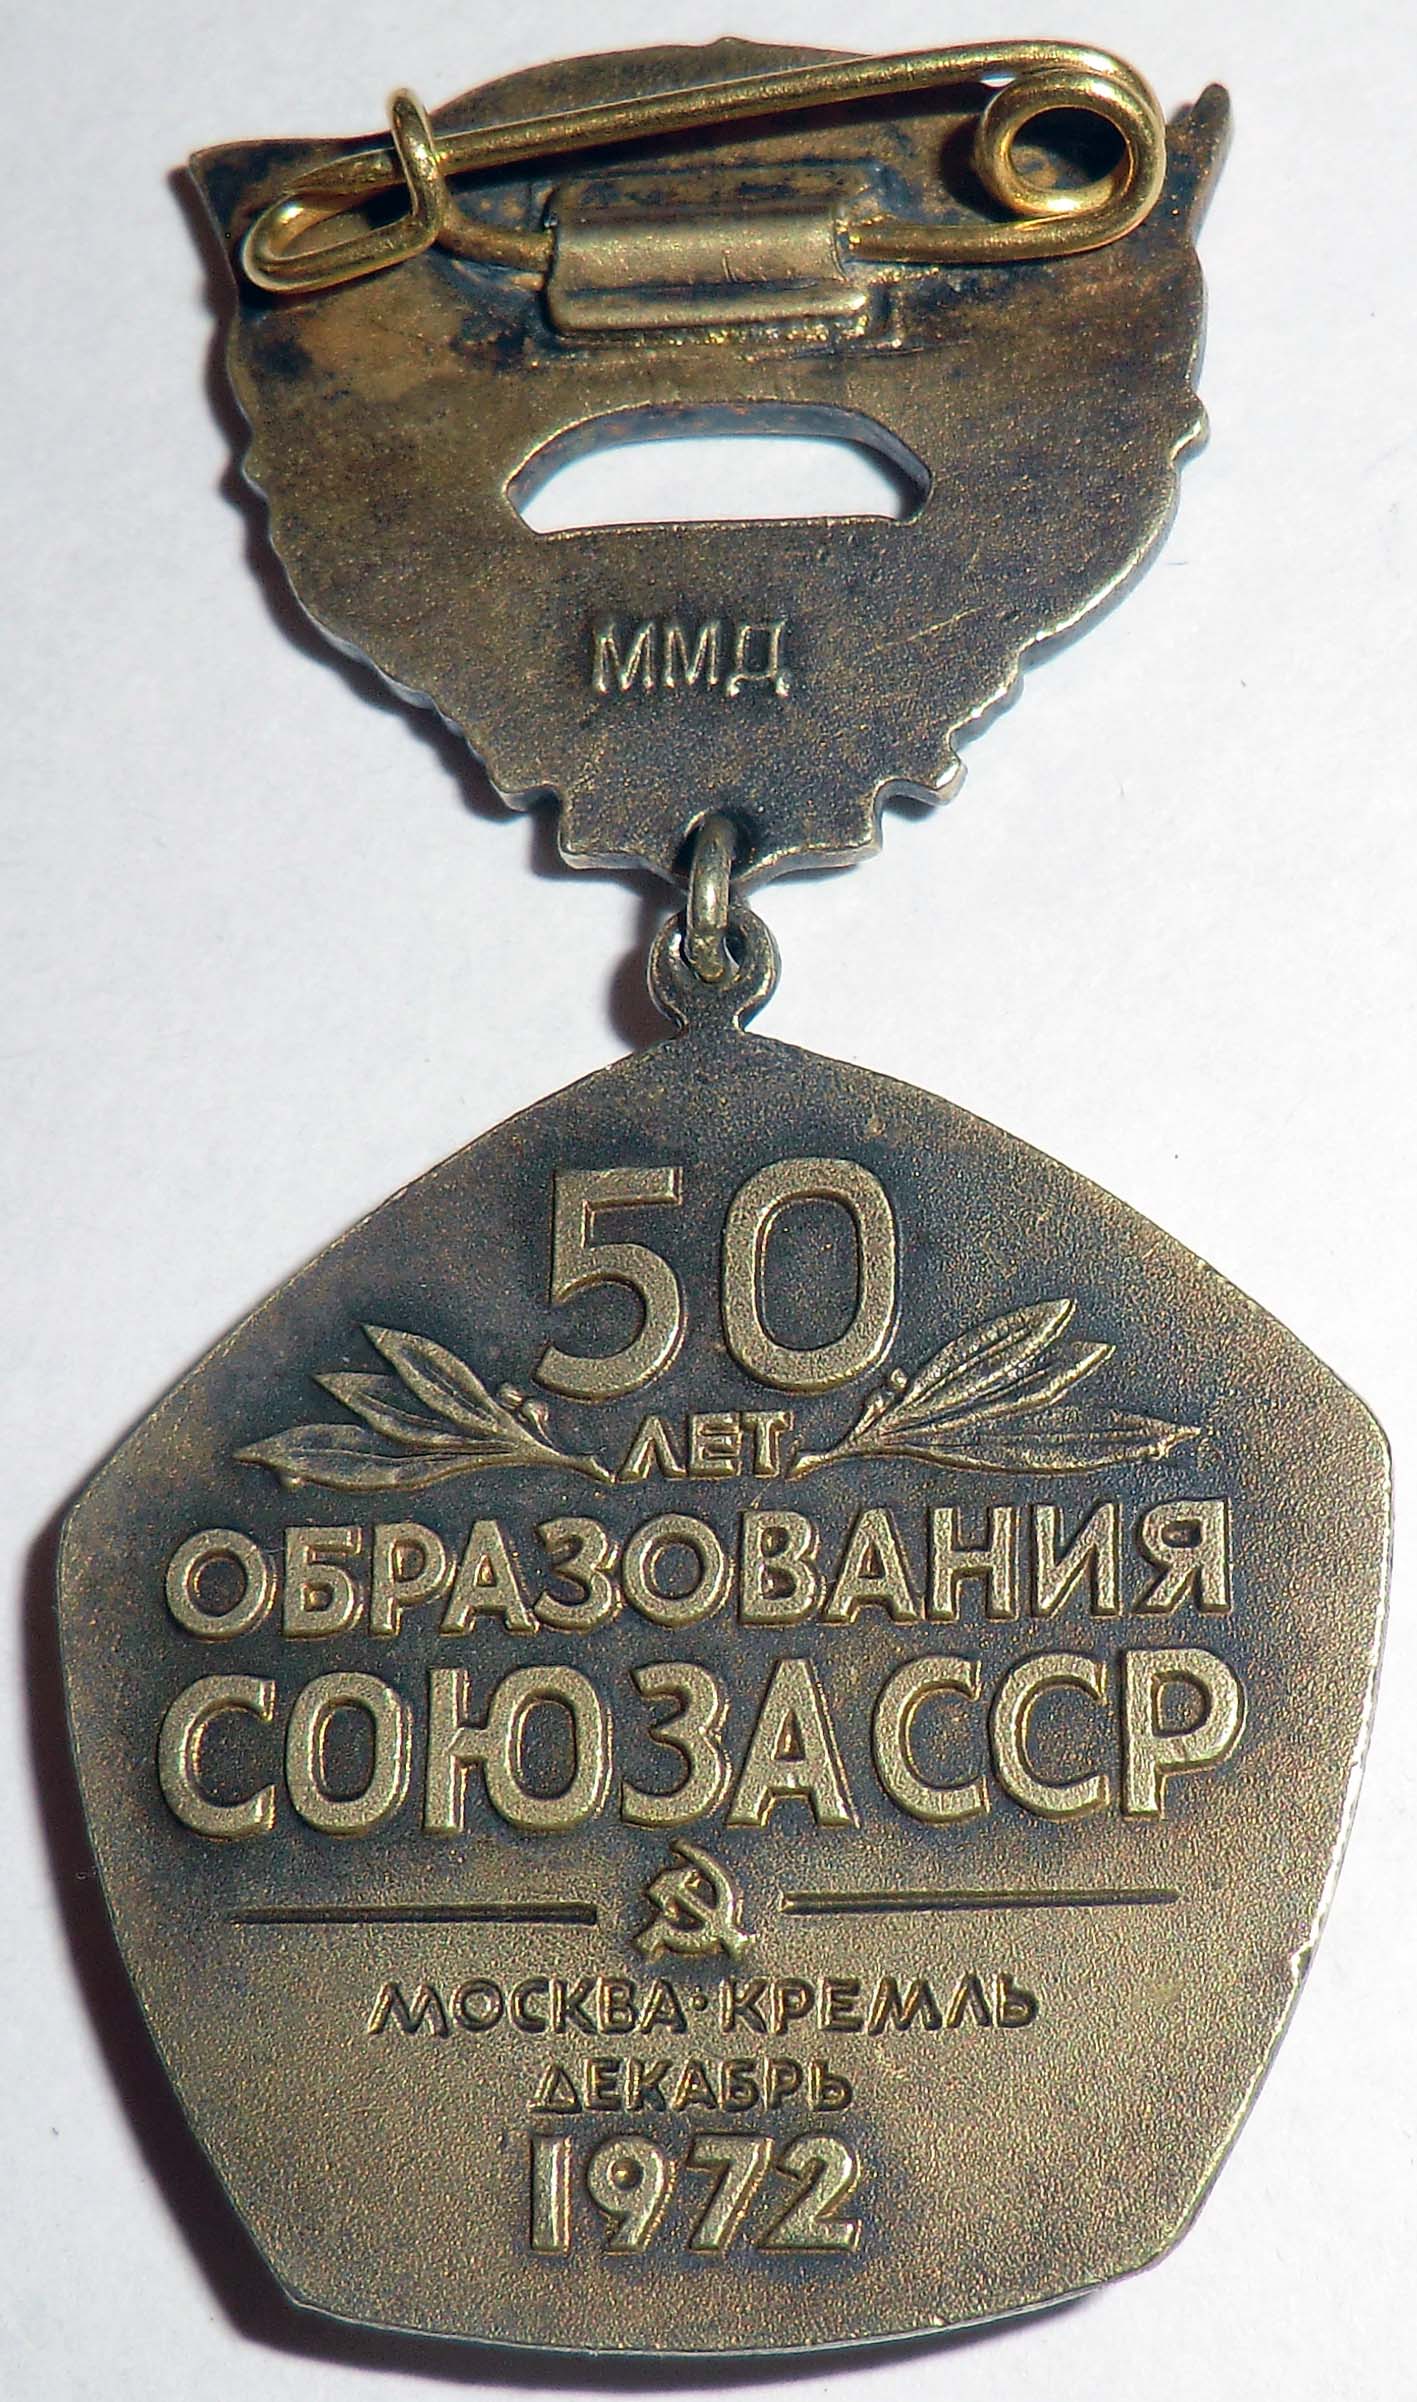 ММД
50
ЛЕТ
ОБРАЗОВАНИЯ
СОЮЗА ССР
МОСКВА·КРЕМЛЬ
ДЕКАБРЬ
1972